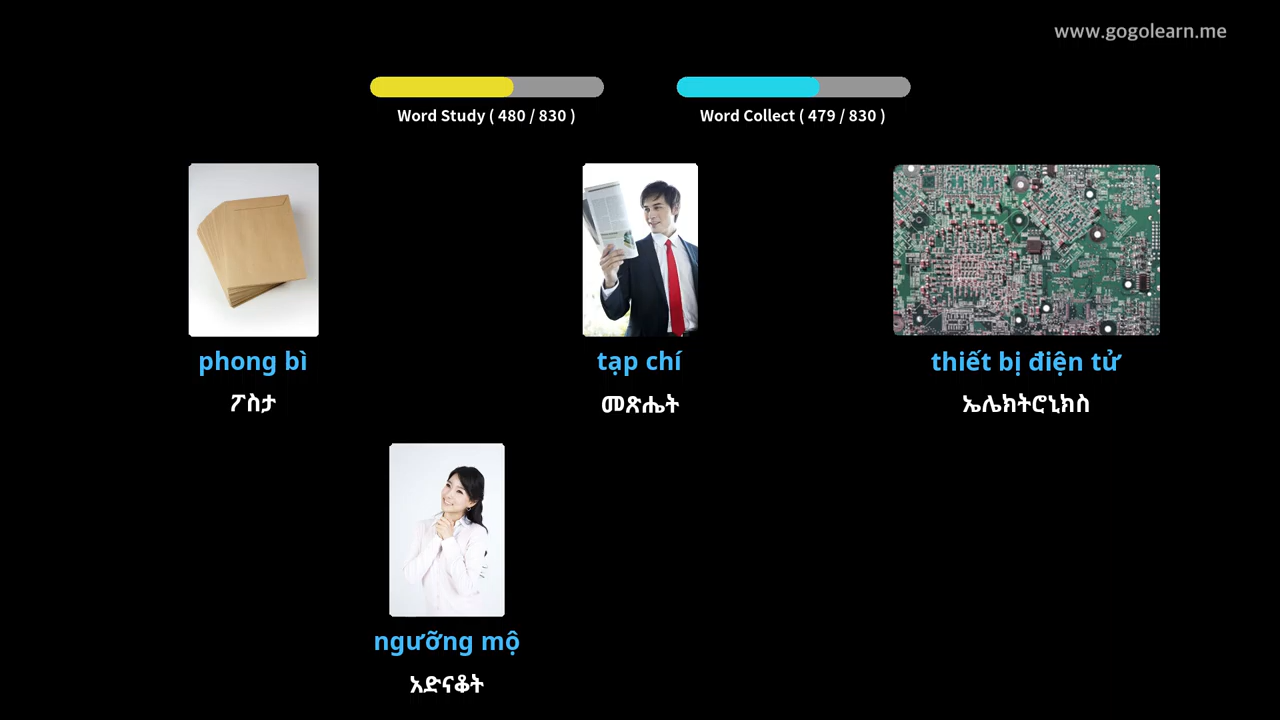 www.gogolearn.me
Word Study ( 480 / 830 )
Word Collect ( 479 / 830 )
phong bì
ፖስታ
tạp chí
መጽሔት
thiết bị điện tử
ኤሌክትሮኒክስ
ngưỡng mộ
አድናቆት